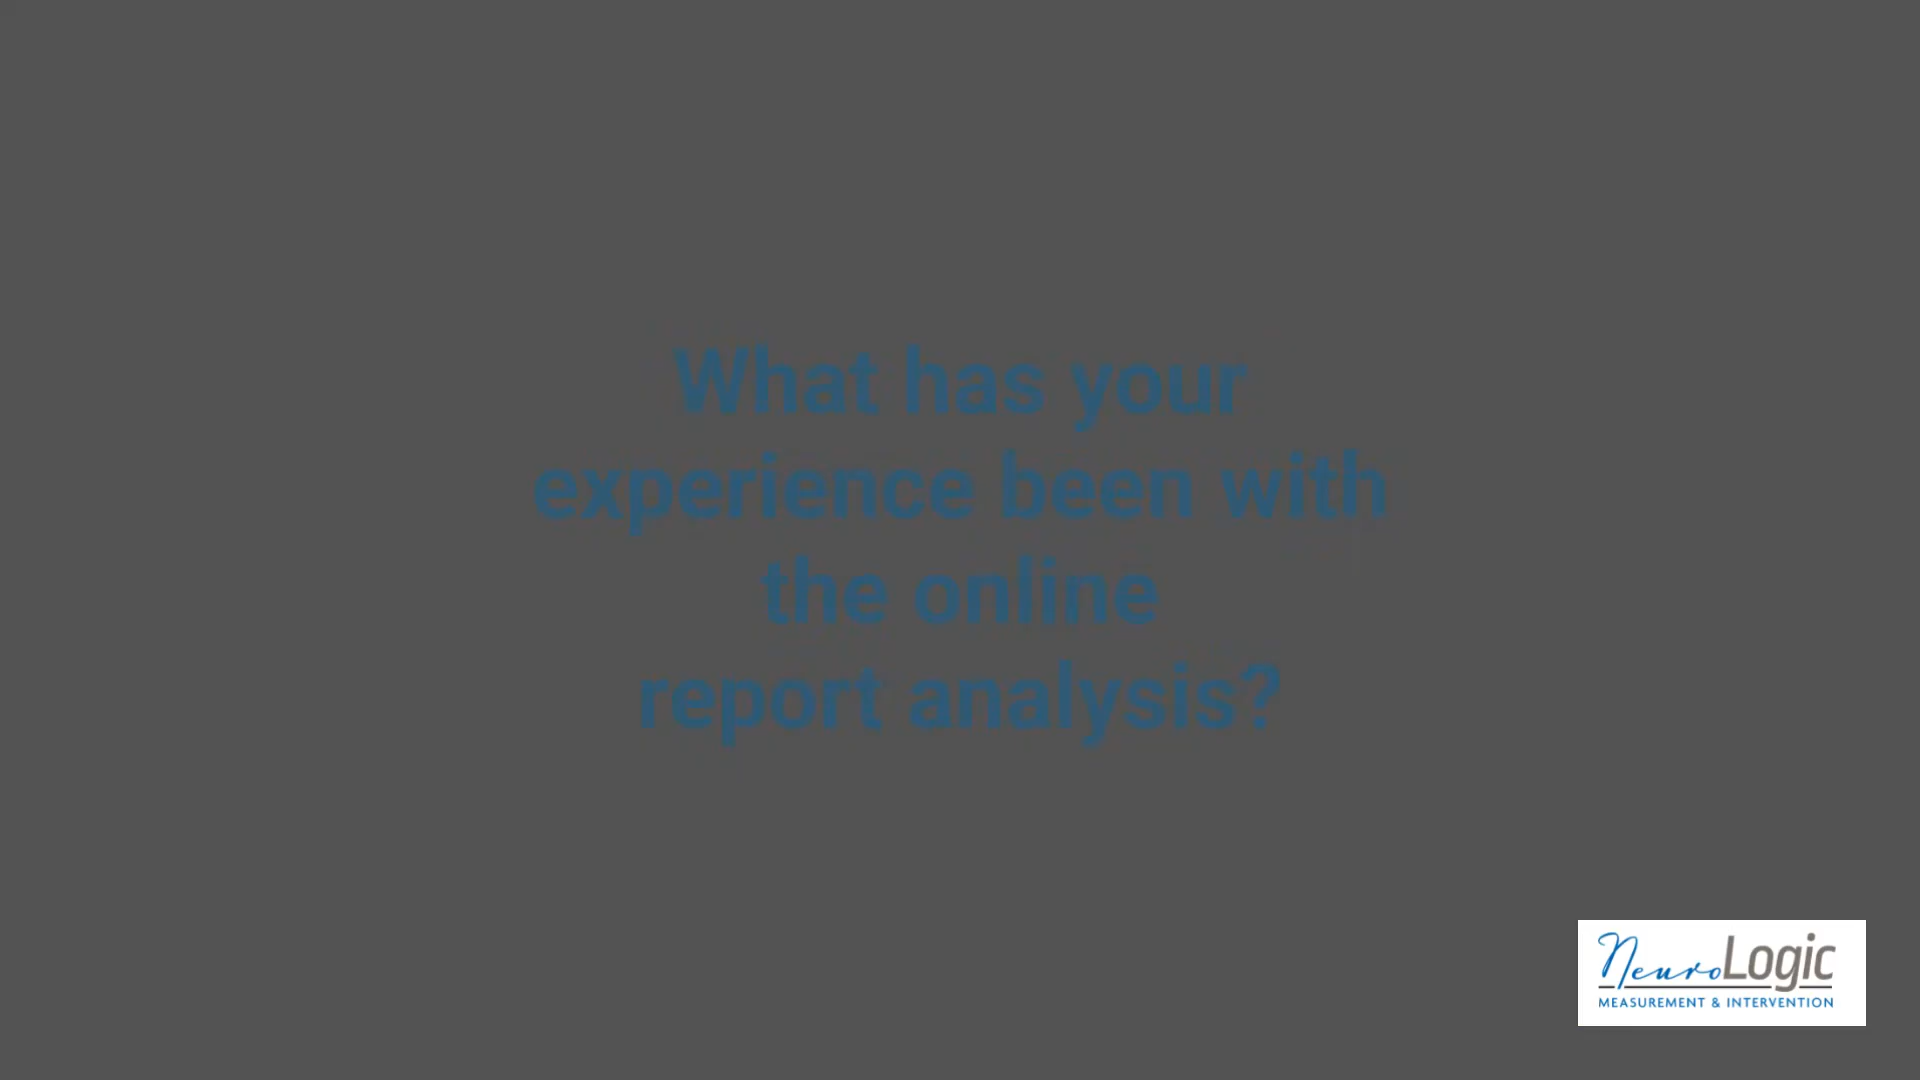 What has your
experience been with
the online
report analysis?
NeuroLogic
MEASUREMENT & INTERVENTION